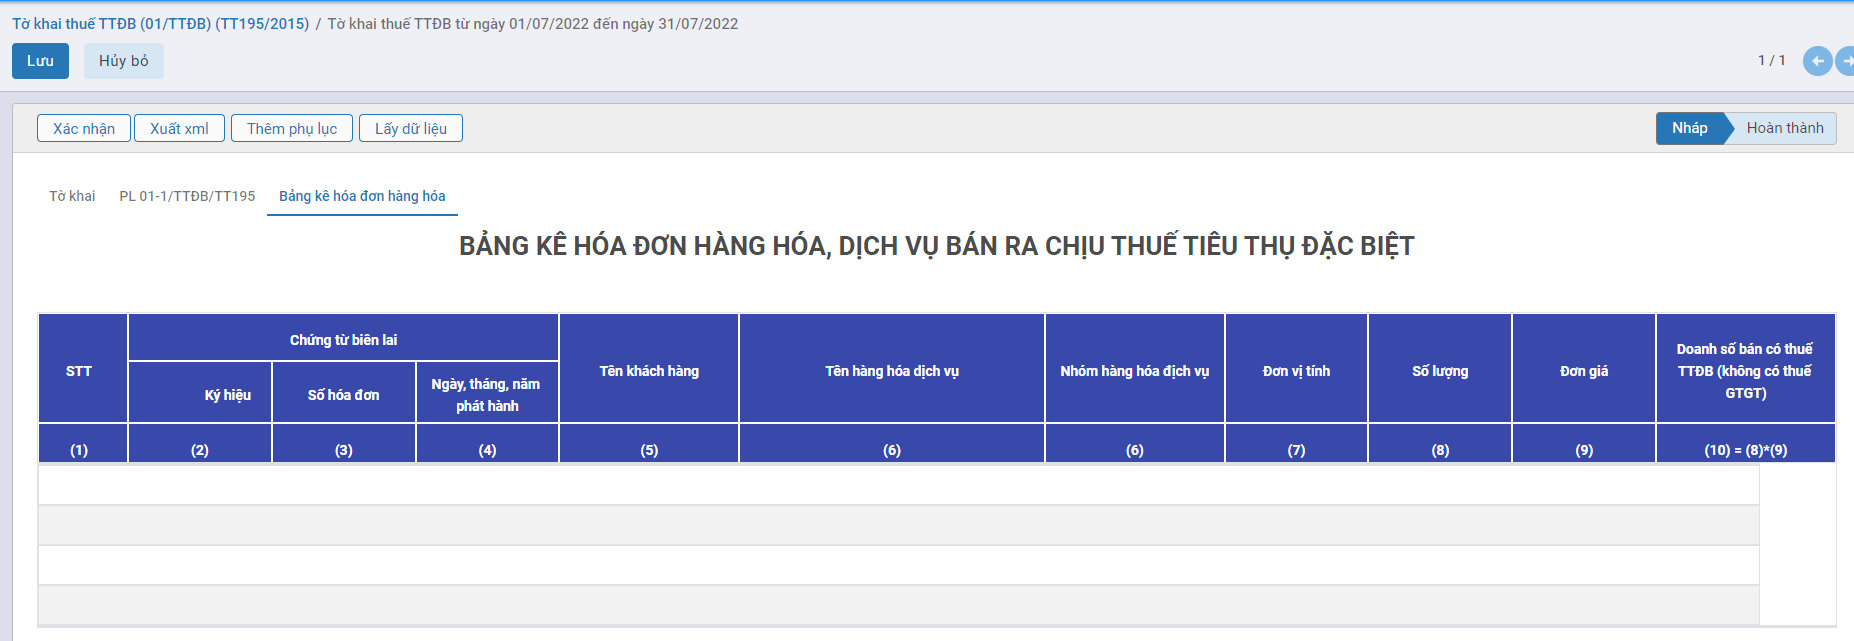 Tờ khai thuế TTĐB (01/TTĐB) (TT195/2015) / Tờ khai thuế TTĐB từ ngày 01/07/2022 đến ngày 31/07/2022
Lưu Hủy bỏ
1 / 1
Xác nhận Xuất xml Thêm phụ lục Lấy dữ liệu
Nháp Hoàn thành
Tờ khai PL 01-1/TTĐB/TT195 Bảng kê hóa đơn hàng hóa
BẢNG KÊ HÓA ĐƠN HÀNG HÓA, DỊCH VỤ BÁN RA CHỊU THUẾ TIÊU THỤ ĐẶC BIỆT
STT
Chứng từ biên lai
Ký hiệu
Số hóa đơn
Ngày, tháng, năm
phát hành
Tên khách hàng
Tên hàng hóa dịch vụ
Nhóm hàng hóa địch vụ
Đơn vị tính
Số lượng
Đơn giá
Doanh số bán có thuế
TTĐB (không có thuế
GTGT)
(1) (2) (3) (4) (5) (6) (6) (7) (8) (9) (10) = (8)*(9)